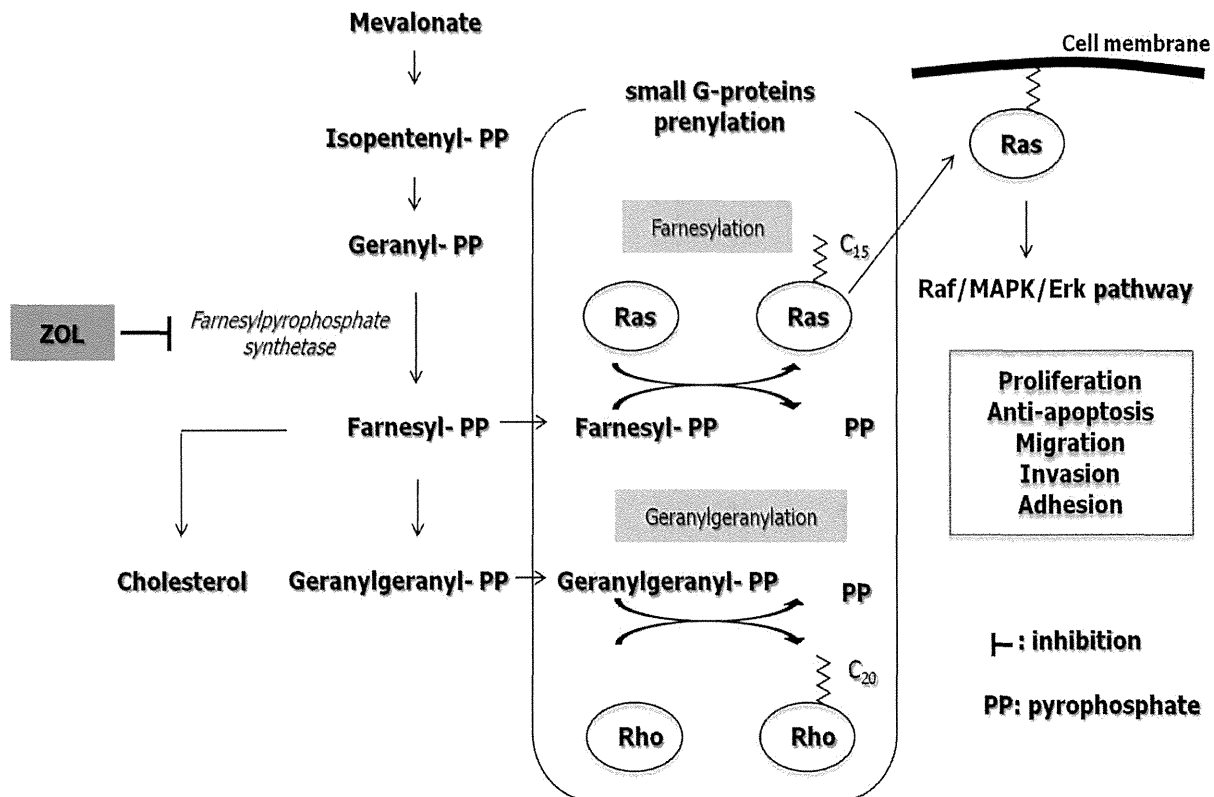 Mevalonate
Isopentenyl- PP
Geranyl- PP
ZOL
Farnesylpyrophosphate
synthetase
Farnesyl- PP
Cholesterol
Geranylgeranyl- PP
small G-proteins
prenylation
Farnesylation
C15
Ras
Ras
Farnesyl- PP
PP
Geranylgeranylation
Geranylgeranyl- PP
PP
C20
Rho
Rho
Cell membrane
Ras
Raf/MAPK/Erk pathway
Proliferation
Anti-apoptosis
Migration
Invasion
Adhesion
: inhibition
PP: pyrophosphate